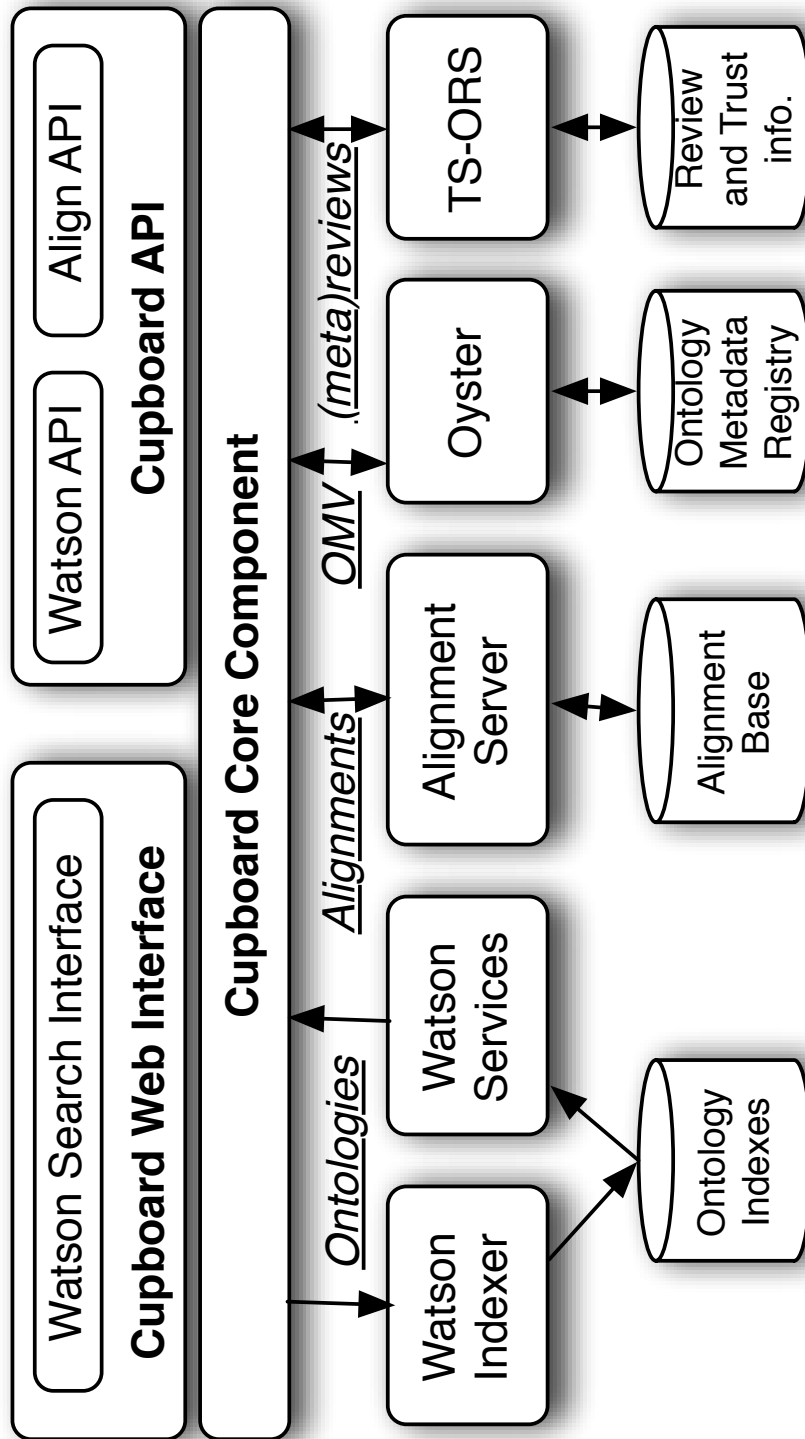 Watson Search Interface
Cupboard Web Interface
Watson API
Align API
Cupboard API
Cupboard Core Component
Ontologies
Alignments
OMV
(meta)reviews
Watson
Indexer
Watson
Services
Alignment
Server
Oyster
TS-ORS
Ontology
Indexes
Alignment
Base
Ontology
Metadata
Registry
Review
and Trust
info.